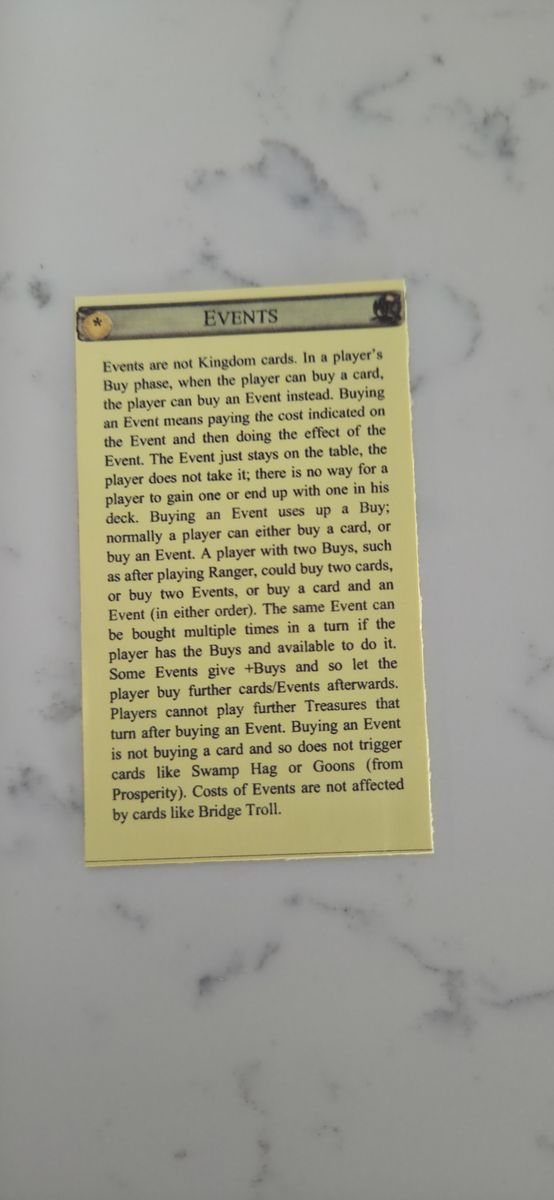 *
EVENTS
Events are not Kingdom cards. In a player's
Buy phase, when the player can buy a card,
the player can buy an Event instead. Buying
an Event means paying the cost indicated on
the Event and then doing the effect of the
Event. The Event just stays on the table, the
player does not take it; there is no way for a
player to gain one or end up with one in his
deck. Buying an Event uses up a Buy;
normally a player can either buy a card, or
buy an Event. A player with two Buys, such
as after playing Ranger, could buy two cards,
or buy two Events, or buy a card and an
Event (in either order). The same Event can
be bought multiple times in a turn if the
player has the Buys and available to do it.
Some Events give +Buys and so let the
player buy further cards/Events afterwards.
Players cannot play further Treasures that
turn after buying an Event. Buying an Event
is not buying a card and so does not trigger
cards like Swamp Hag or Goons (from
Prosperity). Costs of Events are not affected
by cards like Bridge Troll.